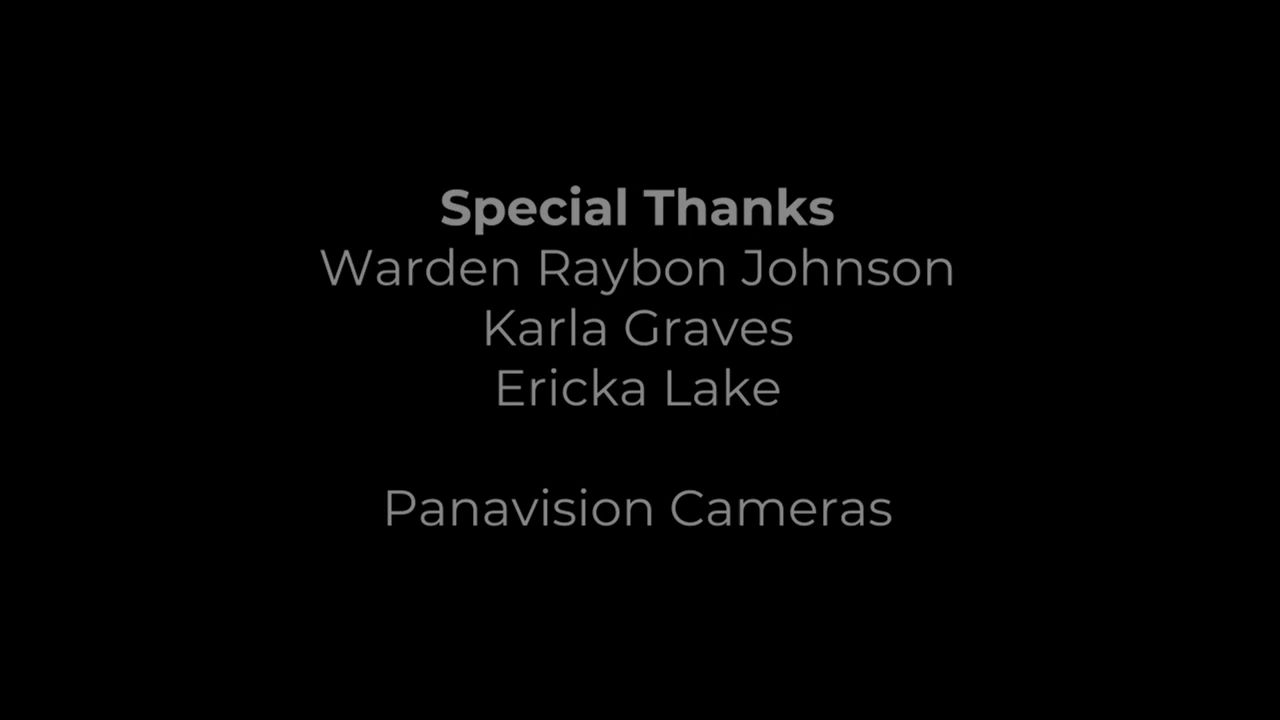 Special Thanks
Warden Raybon Johnson
Karla Graves
Ericka Lake
Panavision Cameras